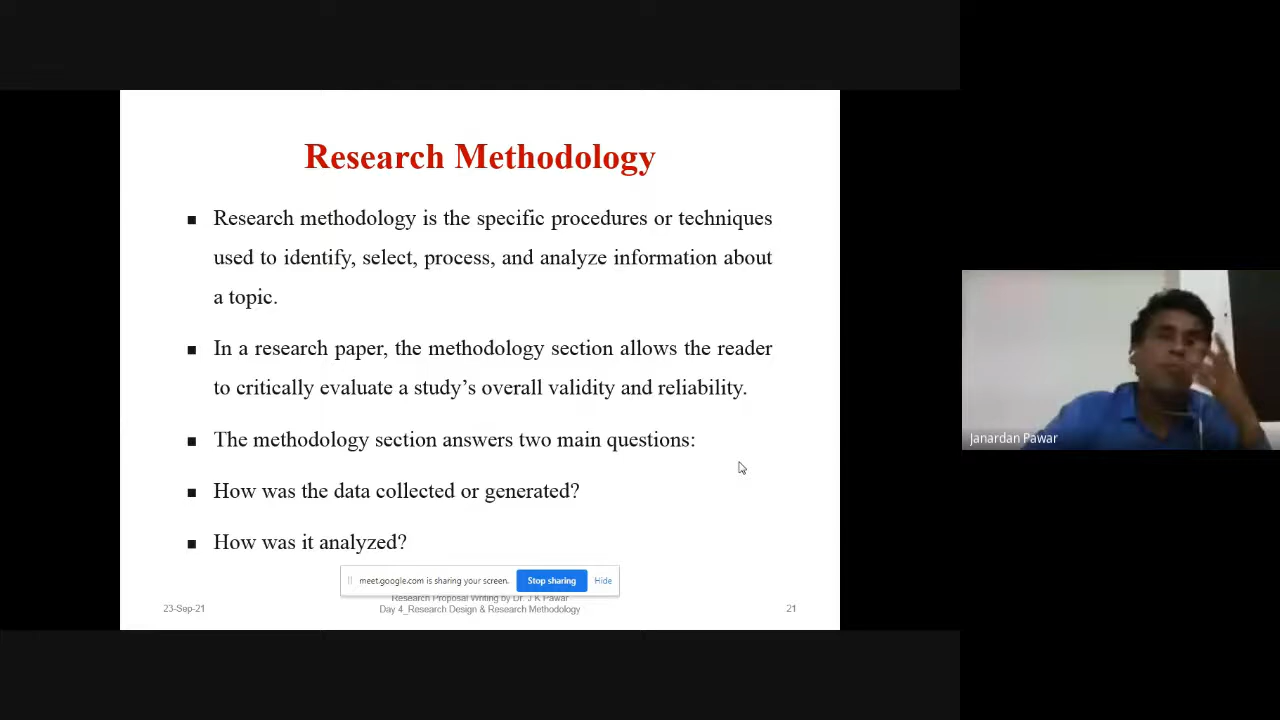 Research Methodology
■ Research methodology is the specific procedures or techniques
used to identify, select, process, and analyze information about
a topic.
■ In a research paper, the methodology section allows the reader
to critically evaluate a study’s overall validity and reliability.
■ The methodology section answers two main questions:
■ How was the data collected or generated?
■ How was it analyzed?
meet.google.com is sharing your screen. Stop sharing Hide
Research Proposal Writing by Dr. J K Pawar
23-Sep-21 Day 4_Research Design & Research Methodology 21
Janardan Pawar